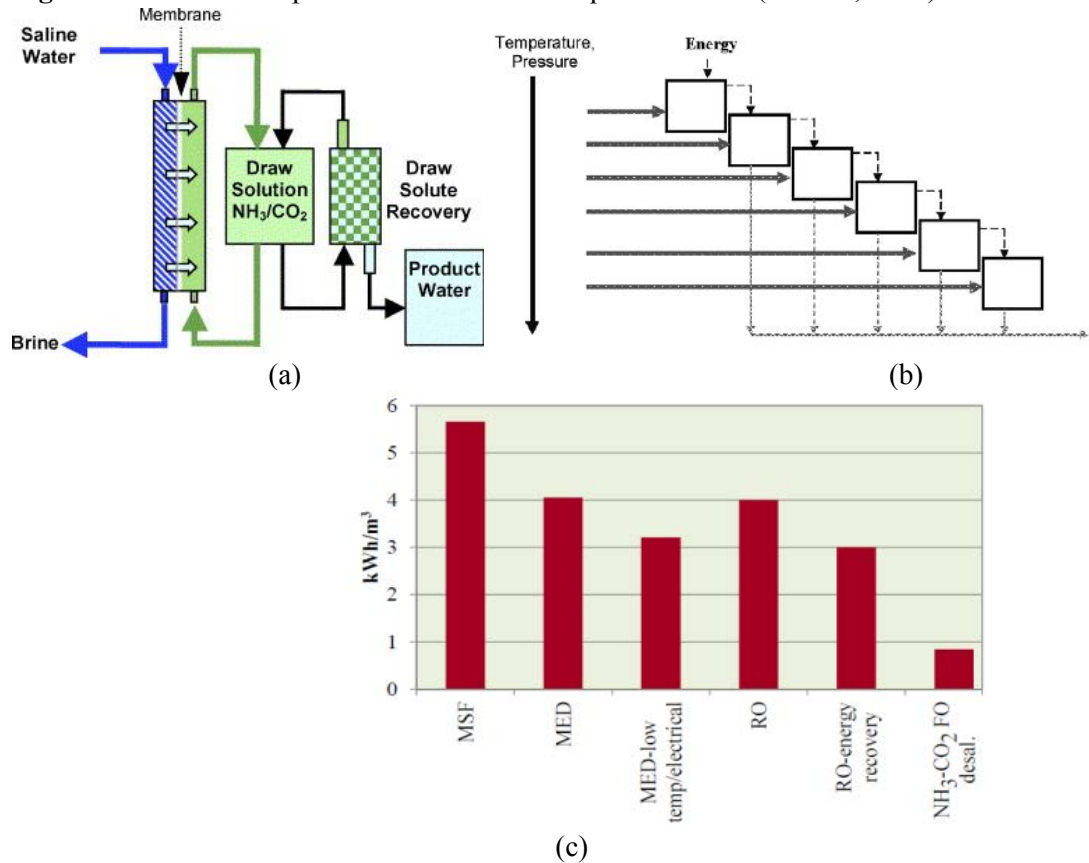 Membrane
Saline
Water
Draw
Solution
NH₃/CO₂
Draw
Solute
Recovery
Product
Water
Brine
(a)
Temperature,
Pressure
Energy
(b)
kWh/m³
6
5
4
3
2
1
0
MSF
MED
MED-low
temp/electrical
RO
RO-energy
recovery
NH₃-CO₂ FO
desal.
(c)